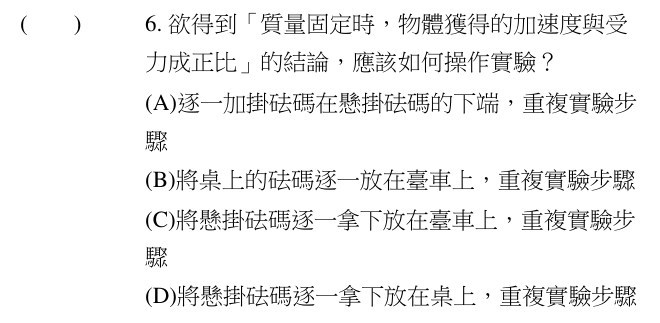 (　　) 6. 欲得到「質量固定時，物體獲得的加速度與受
力成正比」的結論，應該如何操作實驗？
(A)逐一加掛砝碼在懸掛砝碼的下端，重複實驗步
驟
(B)將桌上的砝碼逐一放在臺車上，重複實驗步驟
(C)將懸掛砝碼逐一拿下放在臺車上，重複實驗步
驟
(D)將懸掛砝碼逐一拿下放在桌上，重複實驗步驟